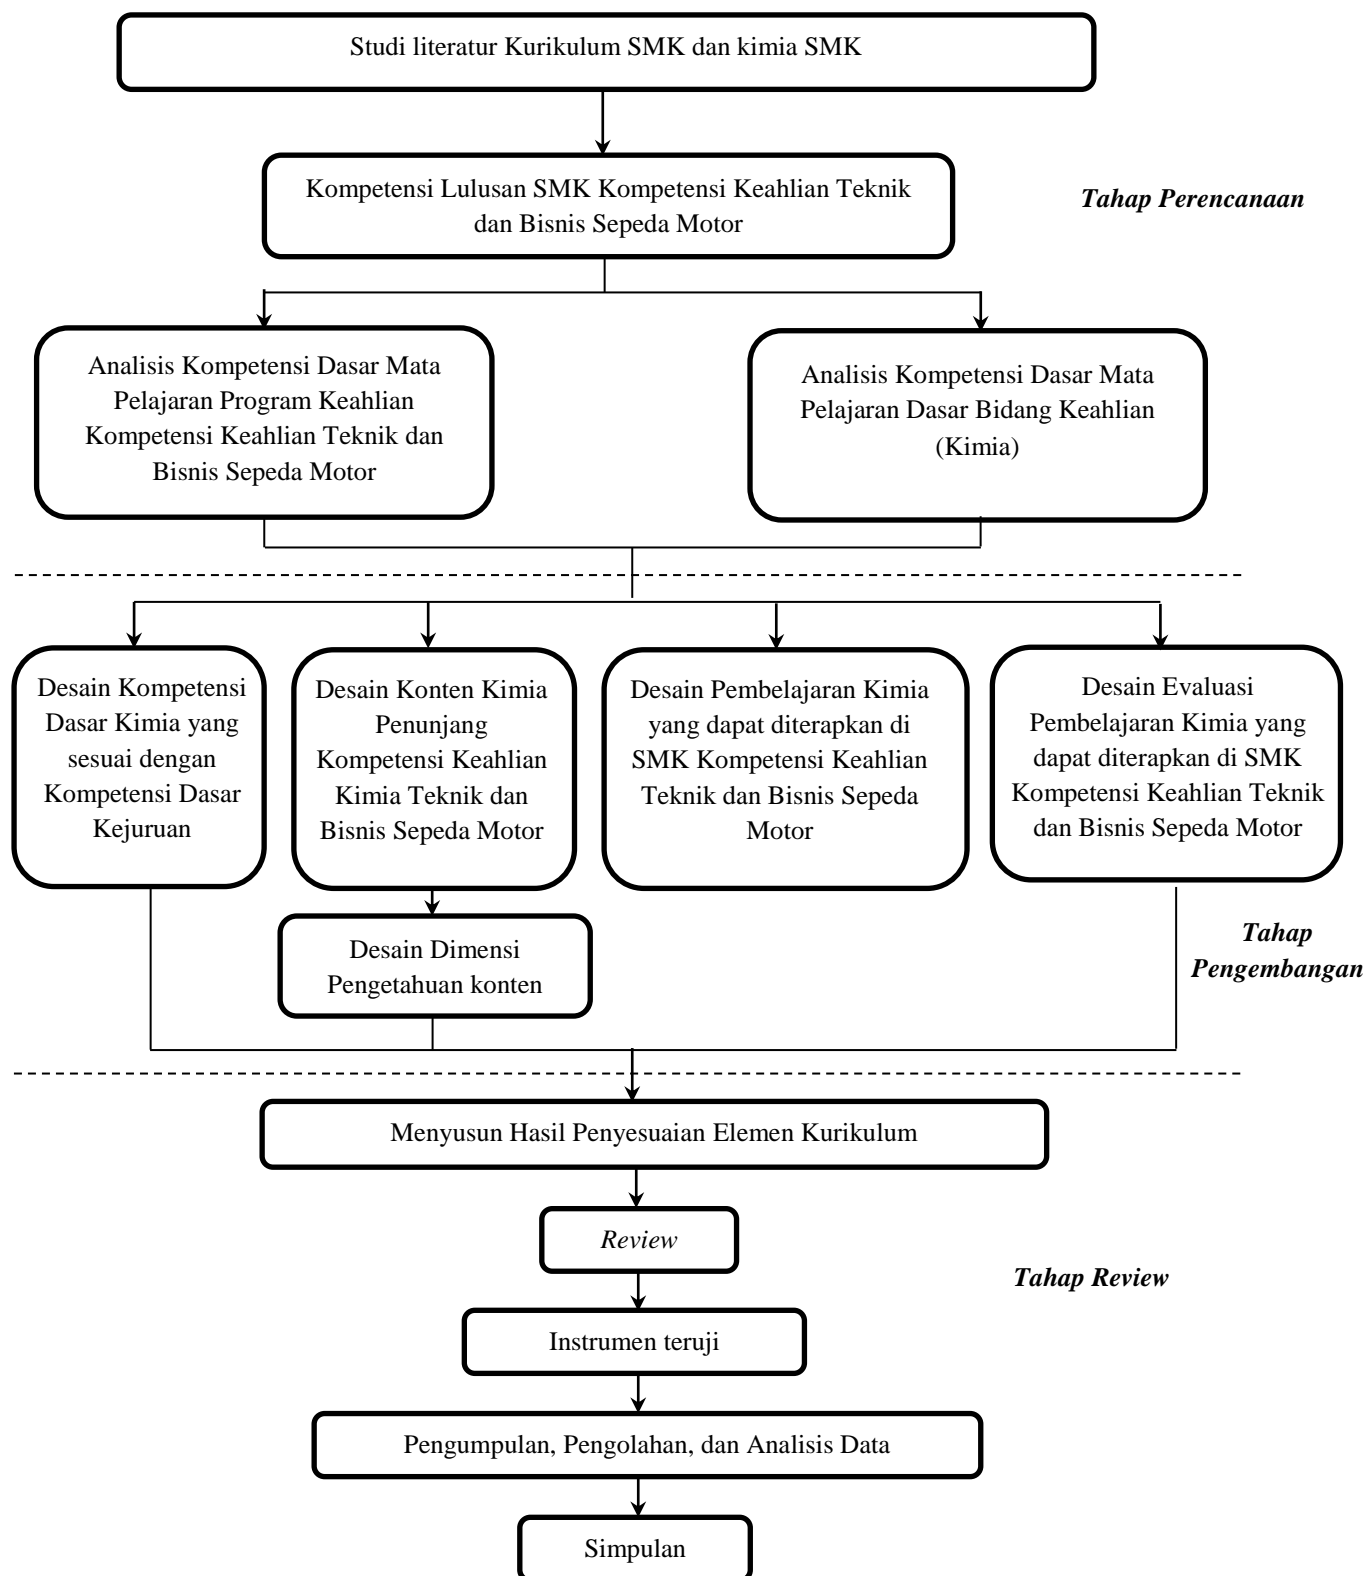 Studi literatur Kurikulum SMK dan kimia SMK
Kompetensi Lulusan SMK Kompetensi Keahlian Teknik
dan Bisnis Sepeda Motor
Tahap Perencanaan
Analisis Kompetensi Dasar Mata
Pelajaran Program Keahlian
Kompetensi Keahlian Teknik dan
Bisnis Sepeda Motor
Analisis Kompetensi Dasar Mata
Pelajaran Dasar Bidang Keahlian
(Kimia)
Desain Kompetensi
Dasar Kimia yang
sesuai dengan
Kompetensi Dasar
Kejuruan
Desain Konten Kimia
Penunjang
Kompetensi Keahlian
Kimia Teknik dan
Bisnis Sepeda Motor
Desain Pembelajaran Kimia
yang dapat diterapkan di
SMK Kompetensi Keahlian
Teknik dan Bisnis Sepeda
Motor
Desain Evaluasi
Pembelajaran Kimia yang
dapat diterapkan di SMK
Kompetensi Keahlian Teknik
dan Bisnis Sepeda Motor
Desain Dimensi
Pengetahuan konten
Tahap
Pengembangan
Menyusun Hasil Penyesuaian Elemen Kurikulum
Review
Tahap Review
Instrumen teruji
Pengumpulan, Pengolahan, dan Analisis Data
Simpulan